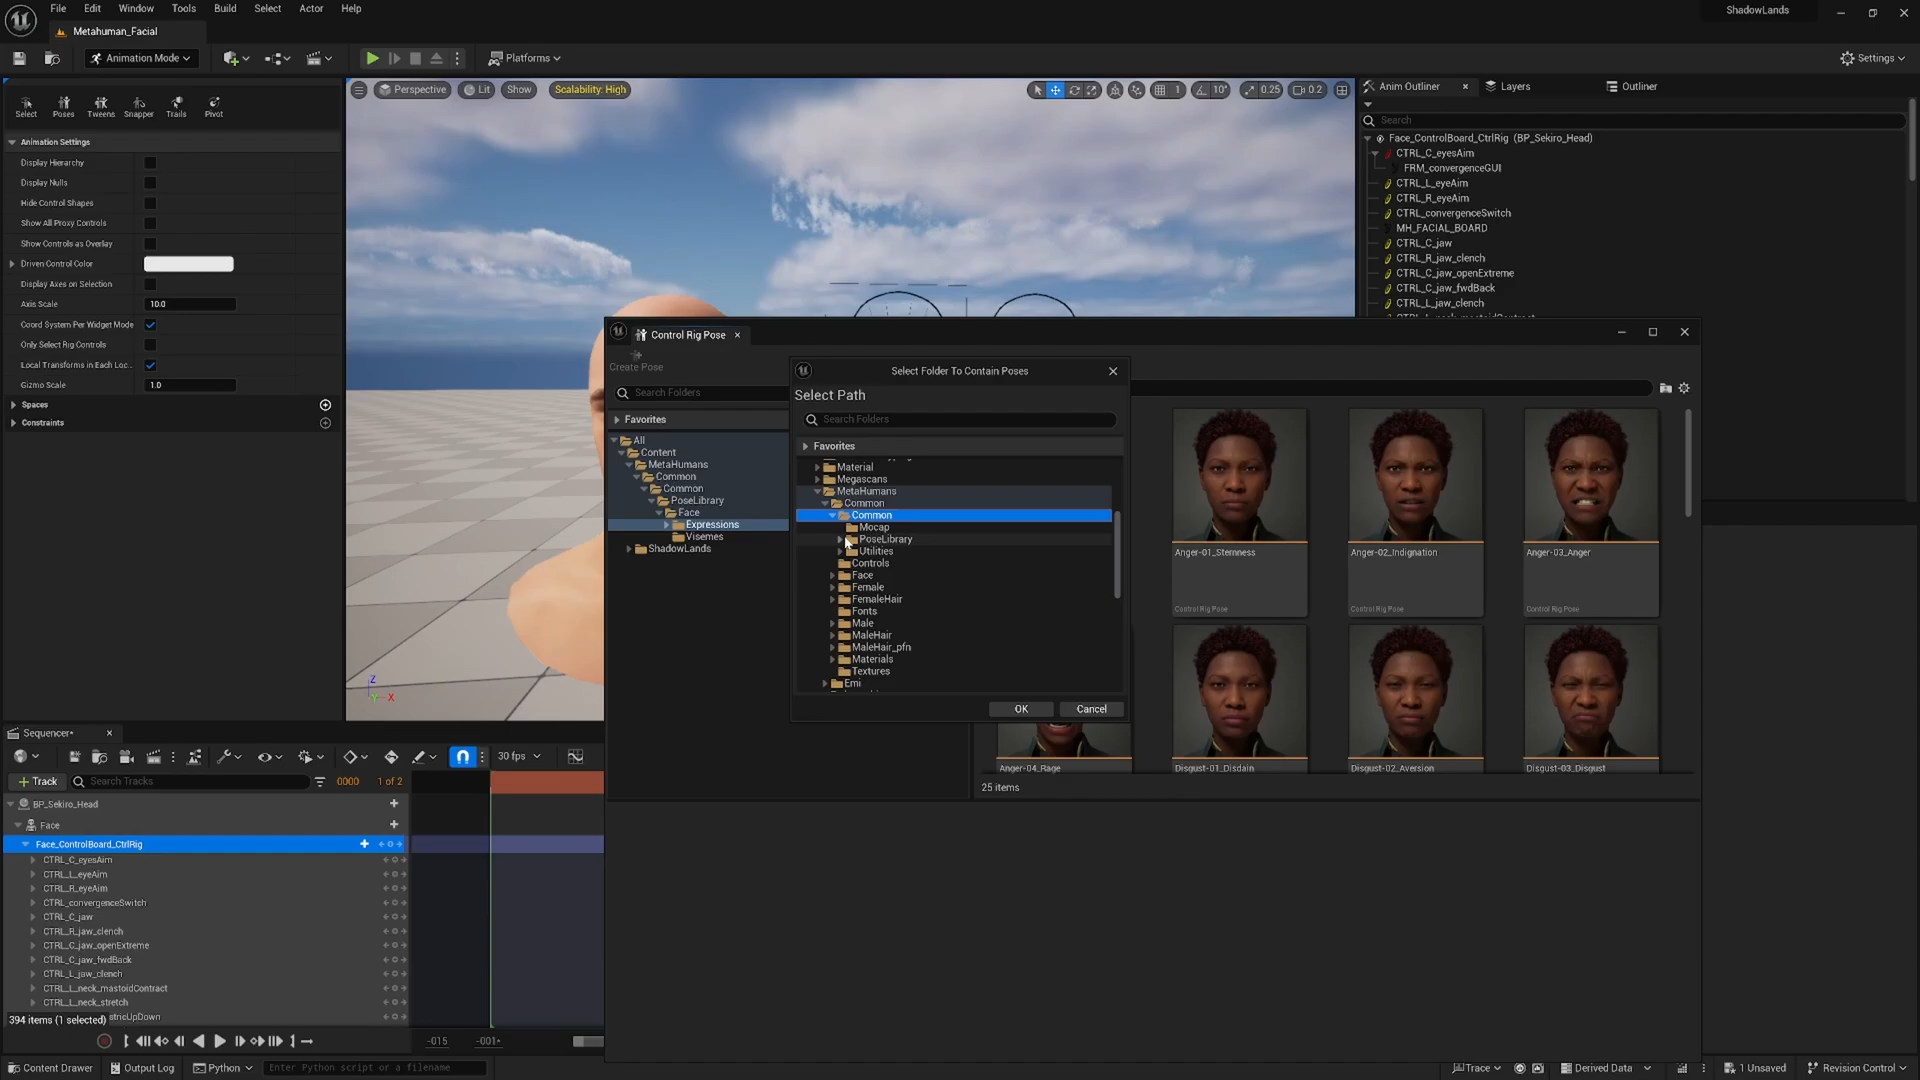 File Edit Window Tools Build Select Actor Help
ShadowLands
Metahuman_Facial
Animation Mode
Platforms
Settings
Perspective
Lit
Show
Scalability: High
1
10°
0.25
0.2
Anim Outliner
Layers
Outliner
Select
Poses
Tweens
Snapper
Trails
Pivot
Search
Animation Settings
Display Hierarchy
Display Nulls
Hide Control Shapes
Show All Proxy Controls
Show Controls as Overlay
Driven Control Color
Display Axes on Selection
Axis Scale
10.0
Coord System Per Widget Mode
Only Select Rig Controls
Local Transforms in Each Loc...
Gizmo Scale
1.0
Spaces
Constraints
Face_ControlBoard_CtrlRig (BP_Sekiro_Head)
CTRL_C_eyesAim
FRM_convergenceGUI
CTRL_L_eyeAim
CTRL_R_eyeAim
CTRL_convergenceSwitch
MH_FACIAL_BOARD
CTRL_C_jaw
CTRL_R_jaw_clench
CTRL_C_jaw_openExtreme
CTRL_C_jaw_fwdBack
CTRL_L_jaw_clench
Control Rig Pose
Create Pose
Search Folders
Favorites
All
Content
MetaHumans
Common
Common
PoseLibrary
Face
Expressions
Visemes
ShadowLands
Select Folder To Contain Poses
Select Path
Search Folders
Favorites
Material
Megascans
MetaHumans
Common
Common
Mocap
PoseLibrary
Utilities
Controls
Face
Female
FemaleHair
Fonts
Male
MaleHair
MaleHair_pfn
Materials
Textures
Emi
OK
Cancel
Anger-01_Sternness
Control Rig Pose
Anger-02_Indignation
Control Rig Pose
Anger-03_Anger
Control Rig Pose
Anger-04_Rage
Disgust-01_Disdain
Disgust-02_Aversion
Disgust-03_Disgust
25 items
Z
Y
X
Sequencer*
30 fps
Track
Search Tracks
0000
1 of 2
BP_Sekiro_Head
Face
Face_ControlBoard_CtrlRig
CTRL_C_eyesAim
CTRL_L_eyeAim
CTRL_R_eyeAim
CTRL_convergenceSwitch
CTRL_C_jaw
CTRL_R_jaw_clench
CTRL_C_jaw_openExtreme
CTRL_C_jaw_fwdBack
CTRL_L_jaw_clench
CTRL_L_neck_mastoidContract
CTRL_L_neck_stretch
394 items (1 selected)
-015
-001+
Content Drawer
Output Log
Python
Enter Python script or a filename
Trace
Derived Data
1 Unsaved
Revision Control